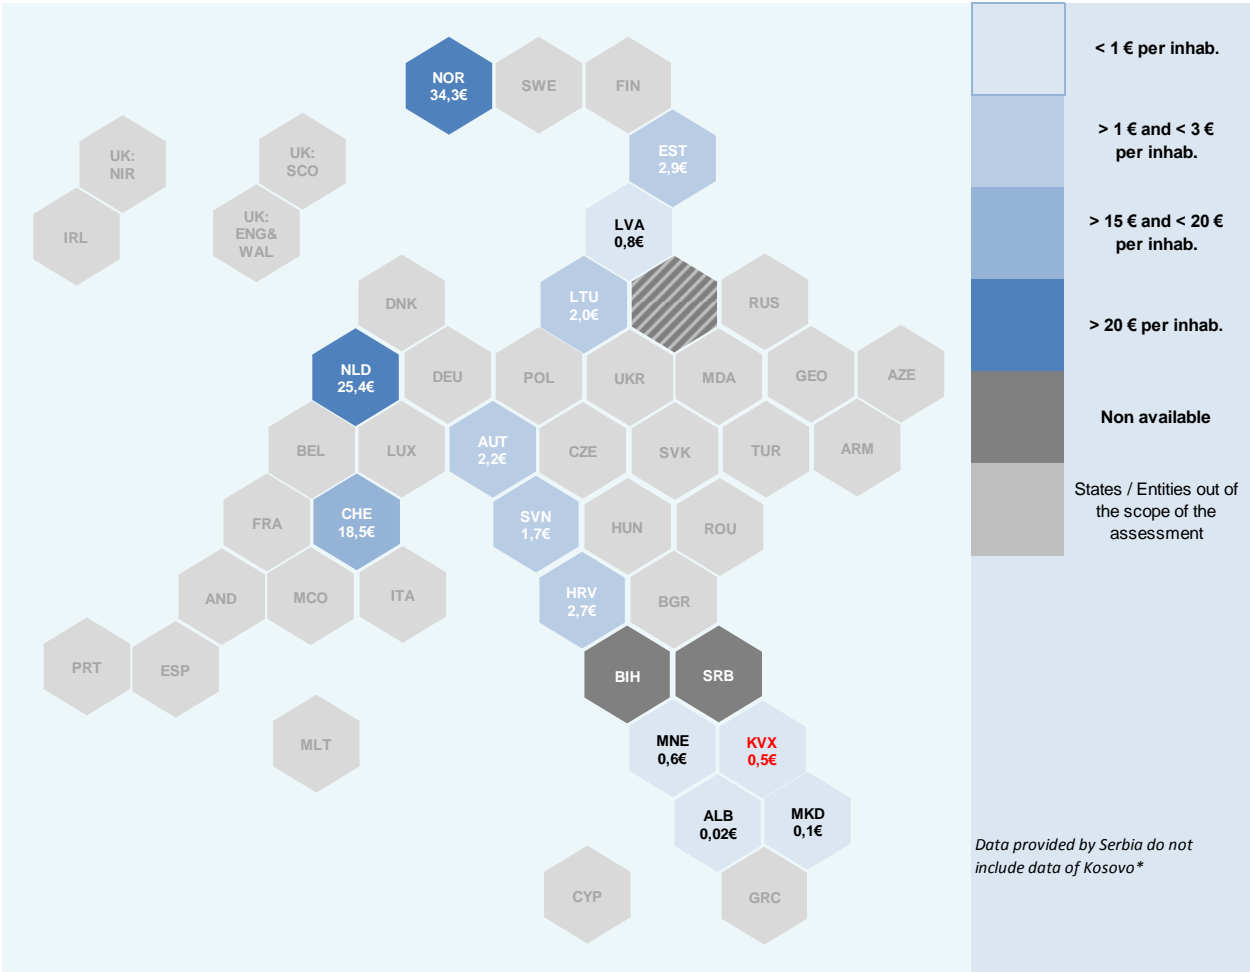 NOR
34,3€
SWE
FIN
UK:
NIR
UK:
SCO
EST
2,9€
IRL
UK:
ENG&
WAL
LVA
0,8€
DNK
LTU
2,0€
RUS
NLD
25,4€
DEU
POL
UKR
MDA
GEO
AZE
BEL
LUX
AUT
2,2€
CZE
SVK
TUR
ARM
FRA
CHE
18,5€
SVN
1,7€
HUN
ROU
AND
MCO
ITA
HRV
2,7€
BGR
PRT
ESP
BIH
SRB
MLT
MNE
0,6€
KVX
0,5€
ALB
0,02€
MKD
0,1€
CYP
GRC
< 1 € per inhab.
> 1 € and < 3 €
per inhab.
> 15 € and < 20 €
per inhab.
> 20 € per inhab.
Non available
States / Entities out of
the scope of the
assessment
Data provided by Serbia do not
include data of Kosovo*